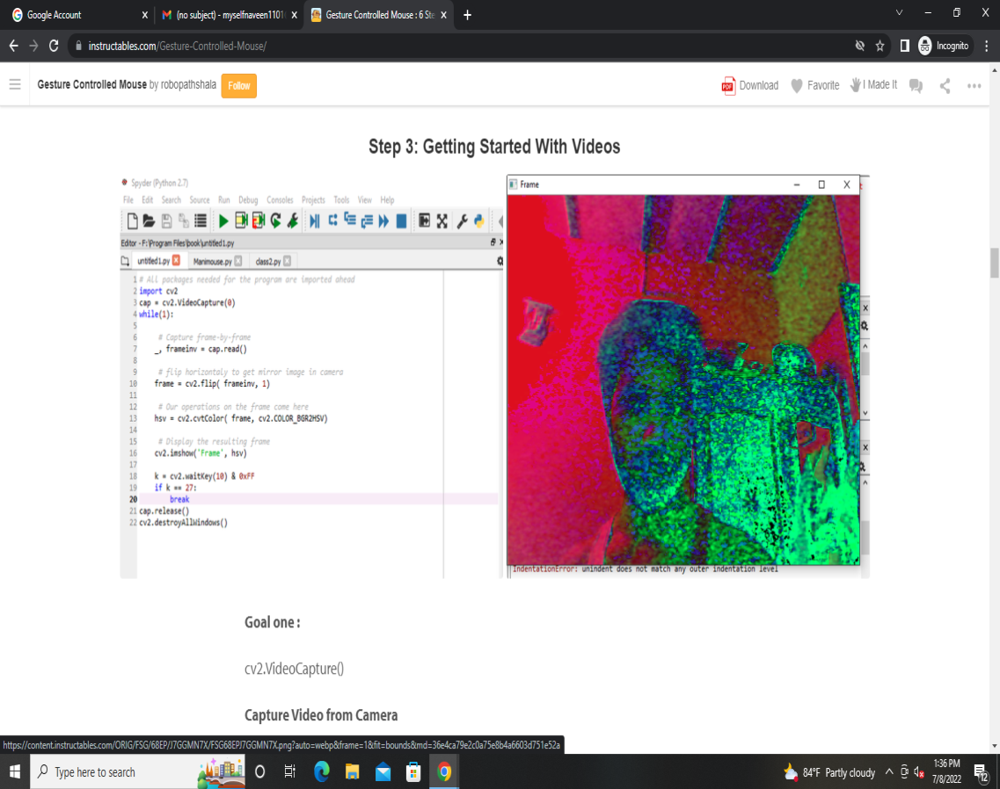 Google Account
(no subject) - myselfnaveen1101
Gesture Controlled Mouse : 6 Ste
instructables.com/Gesture-Controlled-Mouse/
Incognito
Gesture Controlled Mouse by robopathshala
Follow
PDF Download
Favorite
I Made It
Step 3: Getting Started With Videos
Spyder (Python 2.7)
File Edit Search Source Run Debug Consoles Projects Tools View Help
Editor - F:\Program Files\book\untitled1.py
untitled1.py
Manimouse.py
class2.py
1 # All packages needed for the program are imported ahead
2 import cv2
3 cap = cv2.VideoCapture(0)
4 while(1):
5
6 # Capture frame-by-frame
7 _, frameinv = cap.read()
8
9 # flip horizontaly to get mirror image in camera
10 frame = cv2.flip( frameinv, 1)
11
12 # Our operations on the frame come here
13 hsv = cv2.cvtColor( frame, cv2.COLOR_BGR2HSV)
14
15 # Display the resulting frame
16 cv2.imshow('Frame', hsv)
17
18 k = cv2.waitKey(10) & 0xFF
19 if k == 27:
20 break
21 cap.release()
22 cv2.destroyAllWindows()
Frame
IndentationError: unindent does not match any outer indentation level
Goal one :
cv2.VideoCapture()
Capture Video from Camera
https://content.instructables.com/ORIG/FSG/68EP/J7GGMN7X/FSG68EPJ7GGMN7X.png?auto=webp&frame=1&fit=bounds&md=36e4ca79e2c0a75e8b4a6603d751e52a
Type here to search
84°F Partly cloudy
1:36 PM
7/8/2022
12